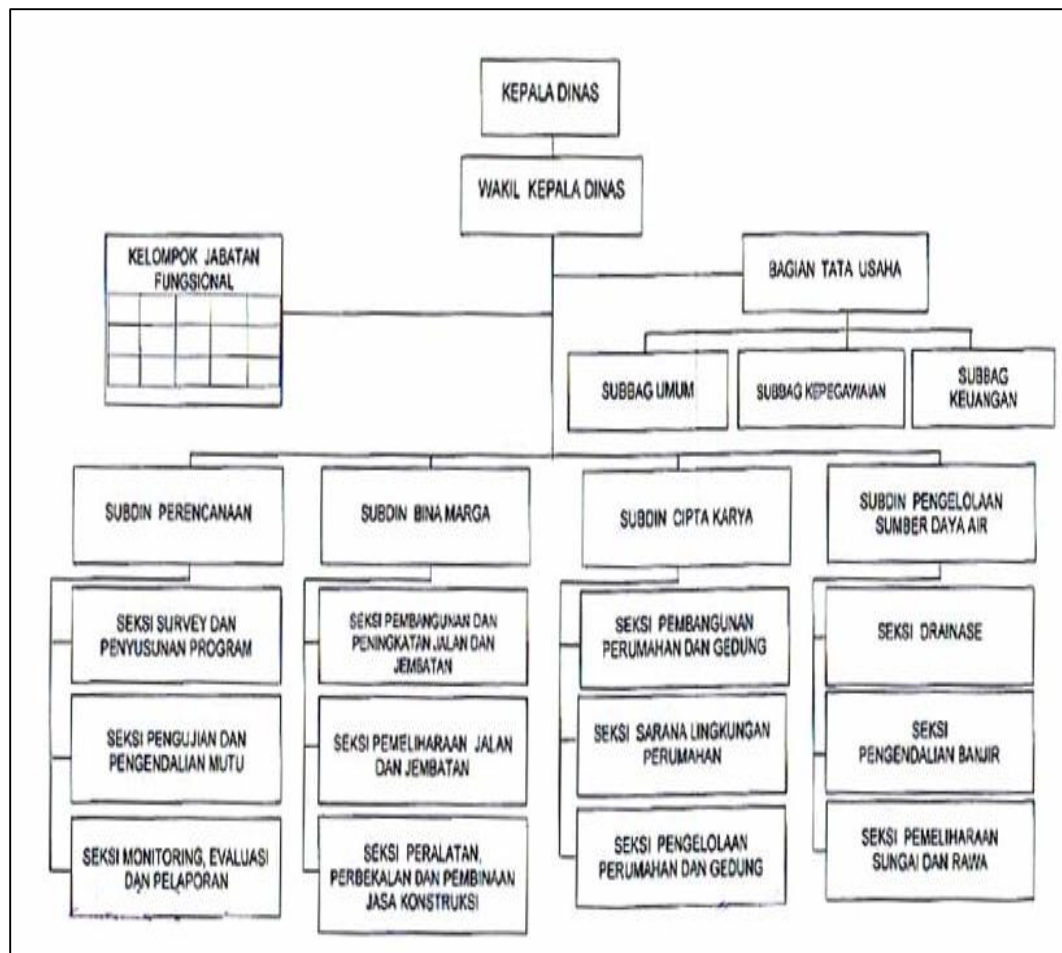 KEPALA DINAS
WAKIL KEPALA DINAS
KELOMPOK JABATAN
FUNGSIONAL
BAGIAN TATA USAHA
SUBBAG UMUM
SUBBAG KEPEGAWAIAN
SUBBAG
KEUANGAN
SUBDIN PERENCANAAN
SUBDIN BINA MARGA
SUBDIN CIPTA KARYA
SUBDIN PENGELOLAAN
SUMBER DAYA AIR
SEKSI SURVEY DAN
PENYUSUNAN PROGRAM
SEKSI PEMBANGUNAN DAN
PENINGKATAN JALAN DAN
JEMBATAN
SEKSI PEMBANGUNAN
PERUMAHAN DAN GEDUNG
SEKSI DRAINASE
SEKSI PENGUJIAN DAN
PENGENDALIAN MUTU
SEKSI PEMELIHARAAN JALAN
DAN JEMBATAN
SEKSI SARANA LINGKUNGAN
PERUMAHAN
SEKSI
PENGENDALIAN BANJIR
SEKSI MONITORING, EVALUASI
DAN PELAPORAN
SEKSI PERALATAN,
PERBEKALAN DAN PEMBINAAN
JASA KONSTRUKSI
SEKSI PENGELOLAAN
PERUMAHAN DAN GEDUNG
SEKSI PEMELIHARAAN
SUNGAI DAN RAWA